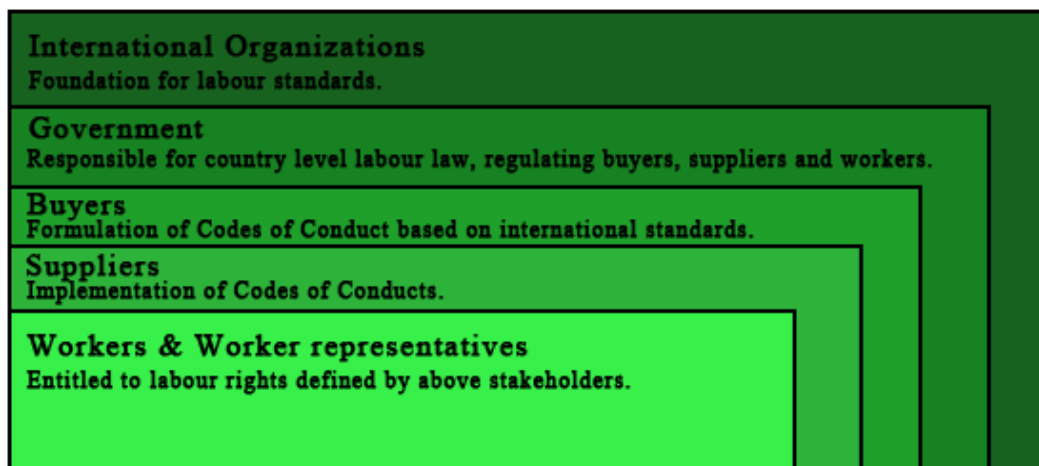 International Organizations
Foundation for labour standards.
Government
Responsible for country level labour law, regulating buyers, suppliers and workers.
Buyers
Formulation of Codes of Conduct based on international standards.
Suppliers
Implementation of Codes of Conducts.
Workers & Worker representatives
Entitled to labour rights defined by above stakeholders.